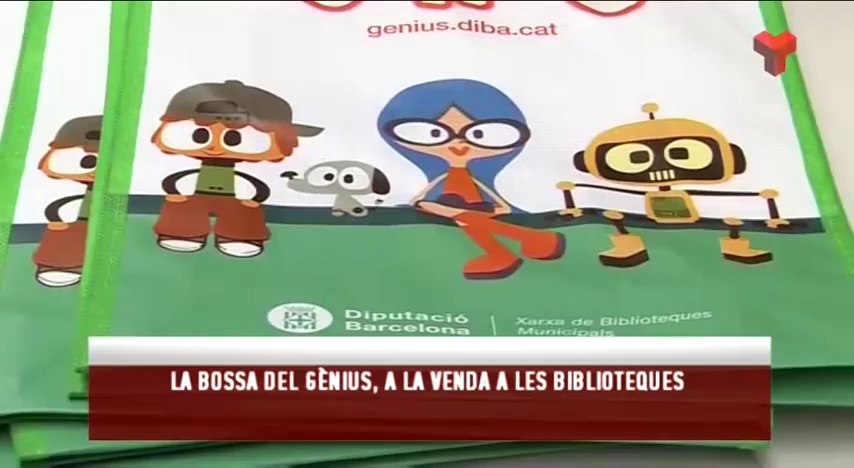 genius.diba.cat
Diputació
Barcelona
Xarxa de Biblioteques
Municipals
LA BOSSA DEL GÈNIUS, A LA VENDA A LES BIBLIOTEQUES